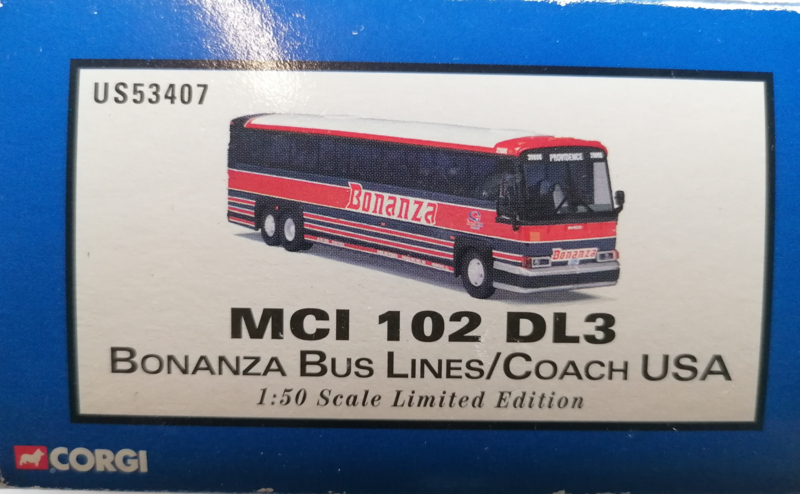 US53407
PROVIDENCE
Bonanza
Bonanza
MCI 102 DL3
BONANZA BUS LINES/COACH USA
1:50 Scale Limited Edition
CORGI